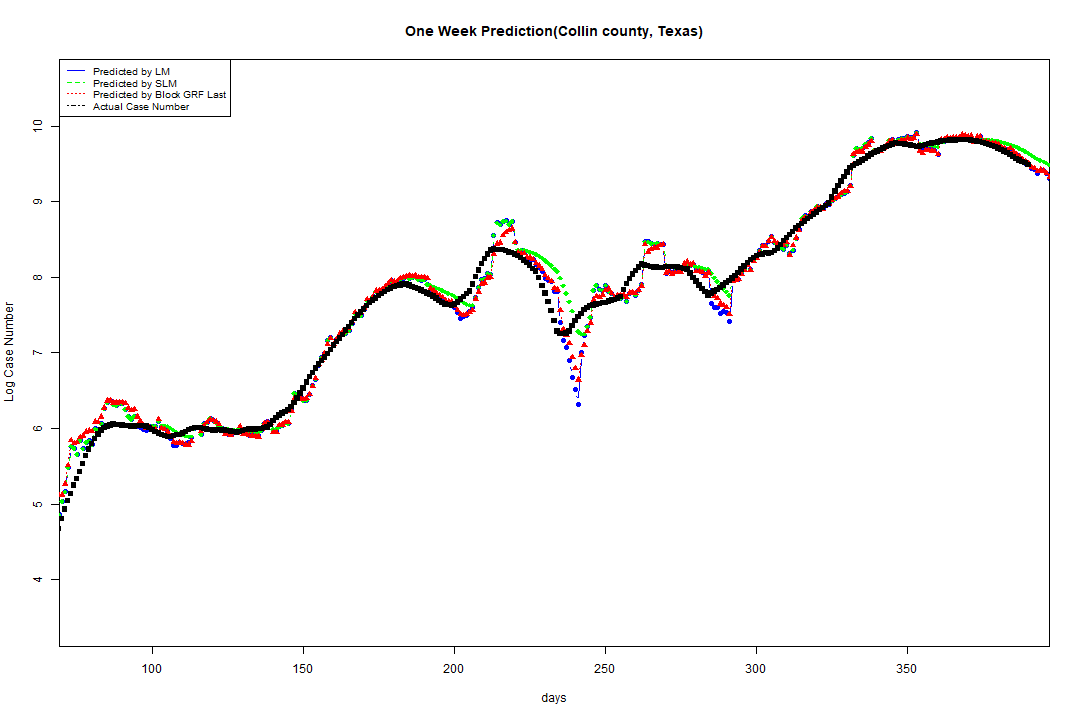 One Week Prediction(Collin county, Texas)
Predicted by LM
Predicted by SLM
Predicted by Block GRF Last
Actual Case Number
10
9
8
7
6
5
4
Log Case Number
100 150 200 250 300 350
days